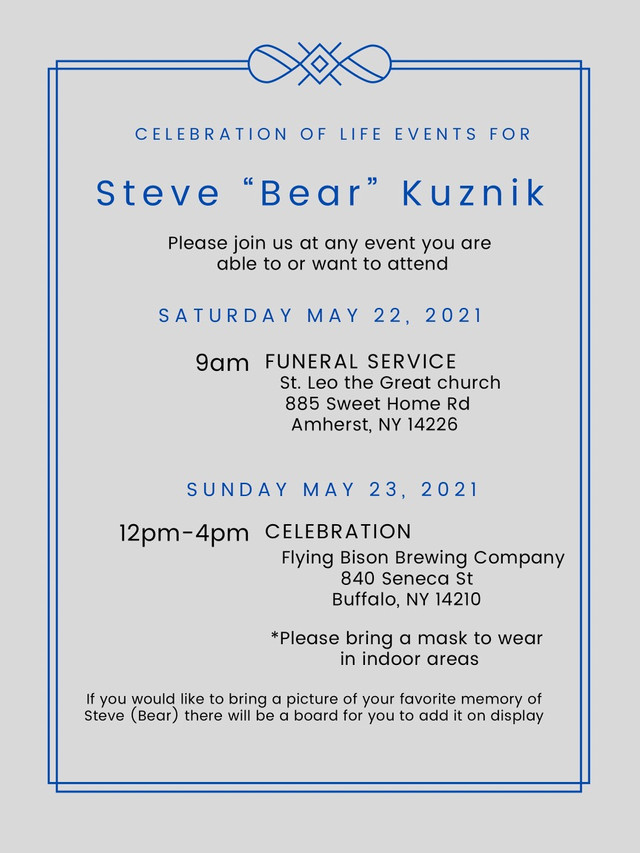 CELEBRATION OF LIFE EVENTS FOR
Steve “Bear” Kuznik
Please join us at any event you are
able to or want to attend
SATURDAY MAY 22, 2021
9am FUNERAL SERVICE
St. Leo the Great church
885 Sweet Home Rd
Amherst, NY 14226
SUNDAY MAY 23, 2021
12pm-4pm CELEBRATION
Flying Bison Brewing Company
840 Seneca St
Buffalo, NY 14210
*Please bring a mask to wear
in indoor areas
If you would like to bring a picture of your favorite memory of
Steve (Bear) there will be a board for you to add it on display